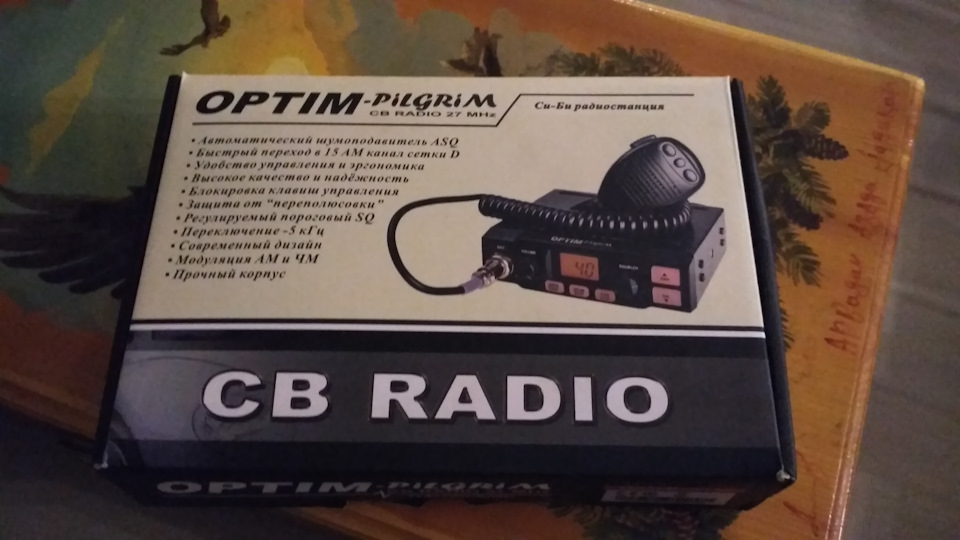 OPTIM-PILGRIM
CB RADIO 27 MHz
Си-Би радиостанция
• Автоматический шумоподавитель ASQ
• Быстрый переход в 15 АМ канал сетки D
• Удобство управления и эргономика
• Высокое качество и надёжность
• Блокировка клавиш управления
• Защита от "переполюсовки"
• Регулируемый пороговый SQ
• Переключение -5 кГц
• Современный дизайн
• Модуляция АМ и ЧМ
• Прочный корпус
OPTIM-PILGRIM
40
CB RADIO
OPTIM-PILGRIM